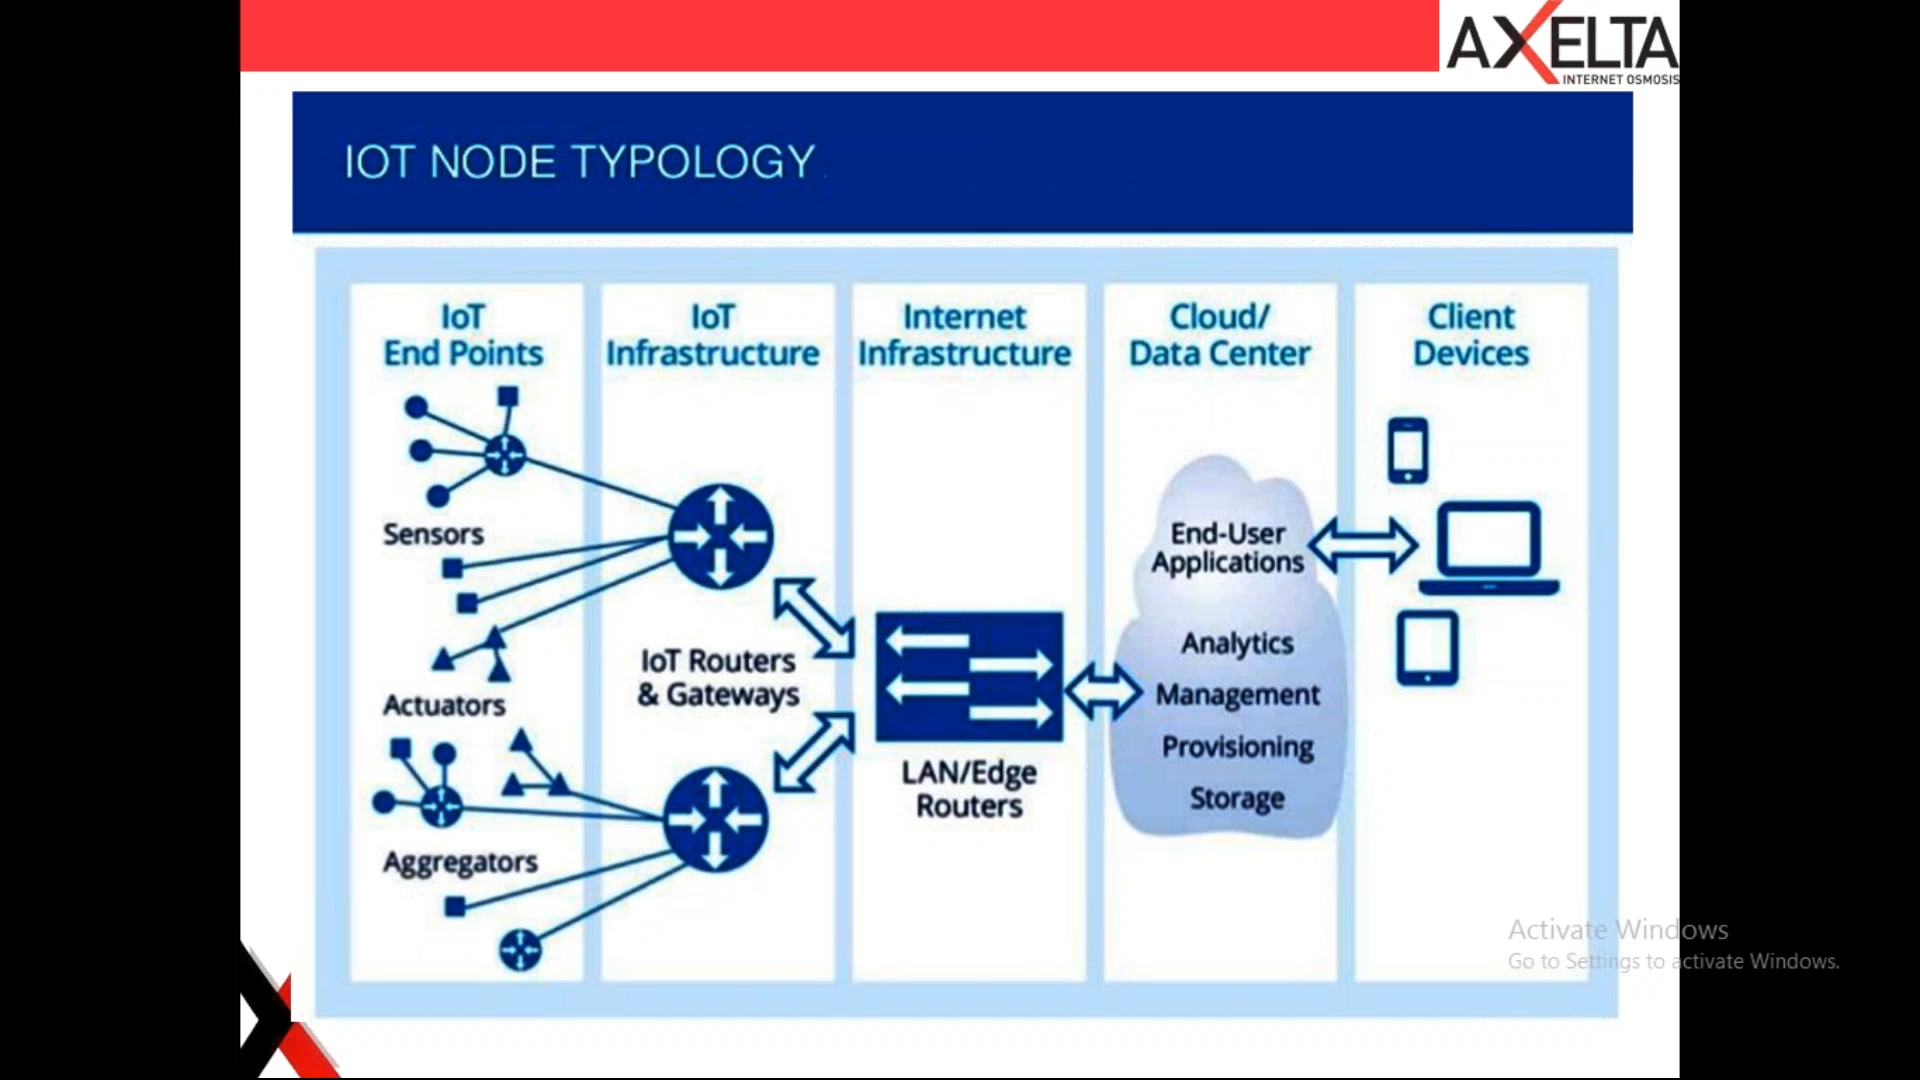 AXELTA
INTERNET OSMOSIS
IOT NODE TYPOLOGY
IoT
End Points
Sensors
Actuators
Aggregators
IoT
Infrastructure
IoT Routers
& Gateways
Internet
Infrastructure
LAN/Edge
Routers
Cloud/
Data Center
End-User
Applications
Analytics
Management
Provisioning
Storage
Client
Devices
Activate Windows
Go to Settings to activate Windows.